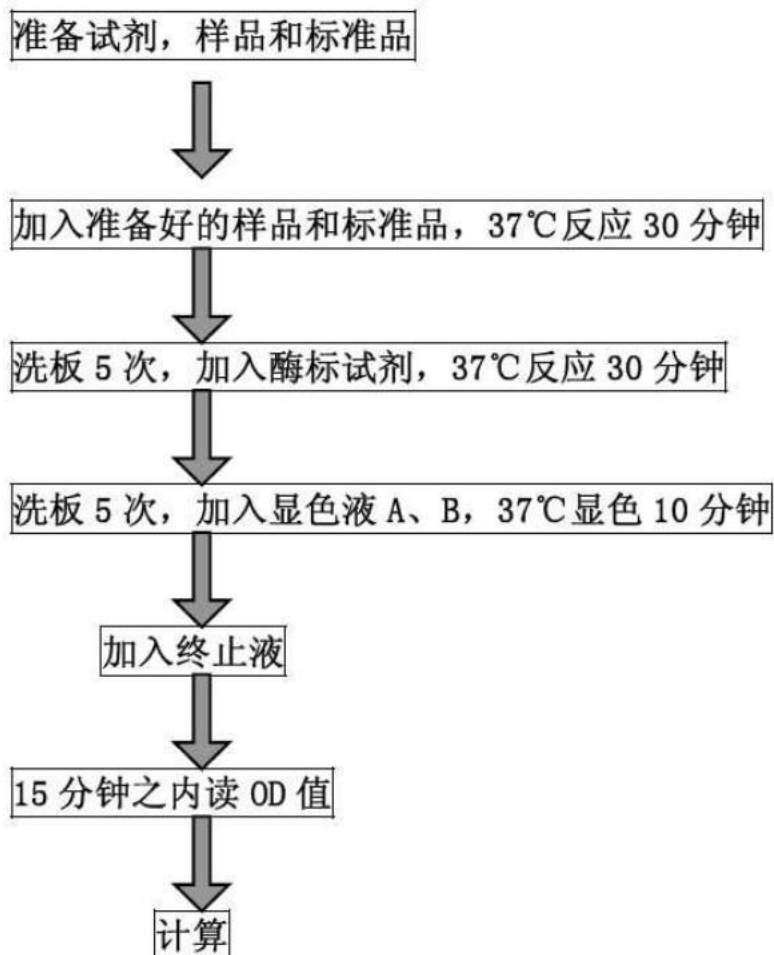 准备试剂，样品和标准品
加入准备好的样品和标准品，37℃反应 30 分钟
洗板 5 次，加入酶标试剂，37℃反应 30 分钟
洗板 5 次，加入显色液 A、B，37℃显色 10 分钟
加入终止液
15 分钟之内读 OD 值
计算